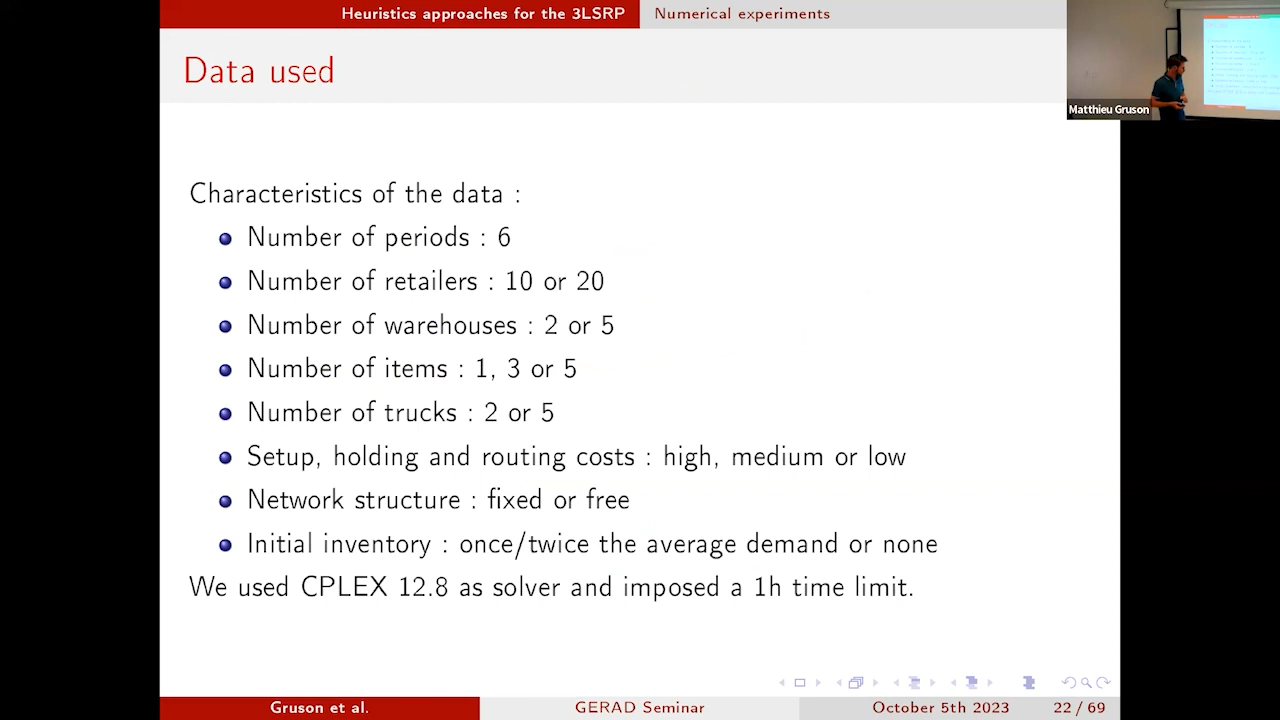 Heuristics approaches for the 3LSRP
Numerical experiments
Data used
Matthieu Gruson
Characteristics of the data :
Number of periods : 6
Number of retailers : 10 or 20
Number of warehouses : 2 or 5
Number of items : 1, 3 or 5
Number of trucks : 2 or 5
Setup, holding and routing costs : high, medium or low
Network structure : fixed or free
Initial inventory : once/twice the average demand or none
We used CPLEX 12.8 as solver and imposed a 1h time limit.
Gruson et al.
GERAD Seminar
October 5th 2023
22 / 69